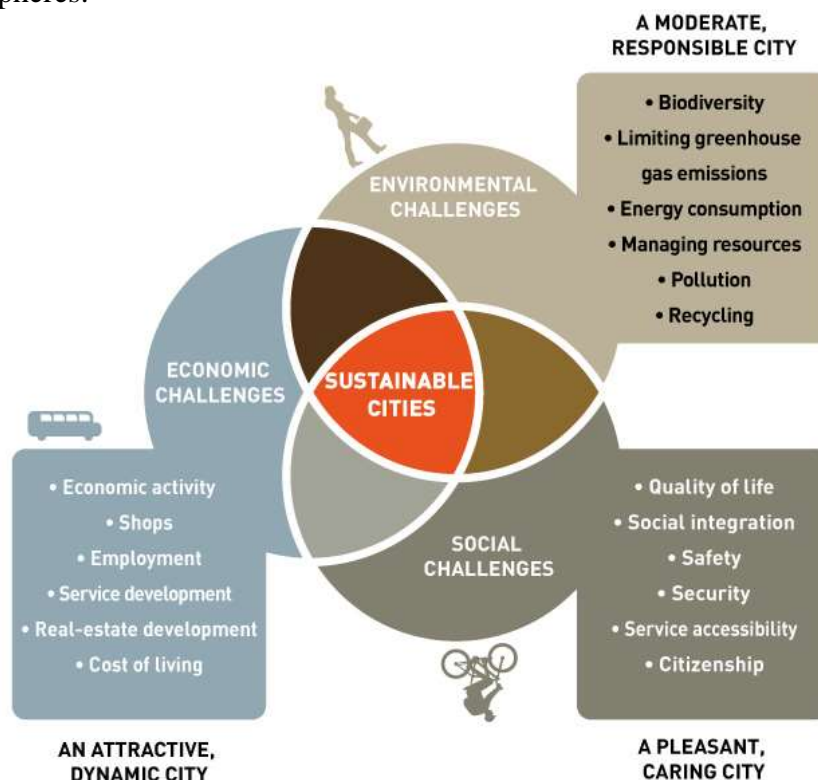 pheres.
A MODERATE,
RESPONSIBLE CITY
• Biodiversity
• Limiting greenhouse
gas emissions
• Energy consumption
• Managing resources
• Pollution
• Recycling
ENVIRONMENTAL
CHALLENGES
ECONOMIC
CHALLENGES
SUSTAINABLE
CITIES
• Economic activity
• Shops
• Employment
• Service development
• Real-estate development
• Cost of living
SOCIAL
CHALLENGES
• Quality of life
• Social integration
• Safety
• Security
• Service accessibility
• Citizenship
AN ATTRACTIVE,
DYNAMIC CITY
A PLEASANT,
CARING CITY